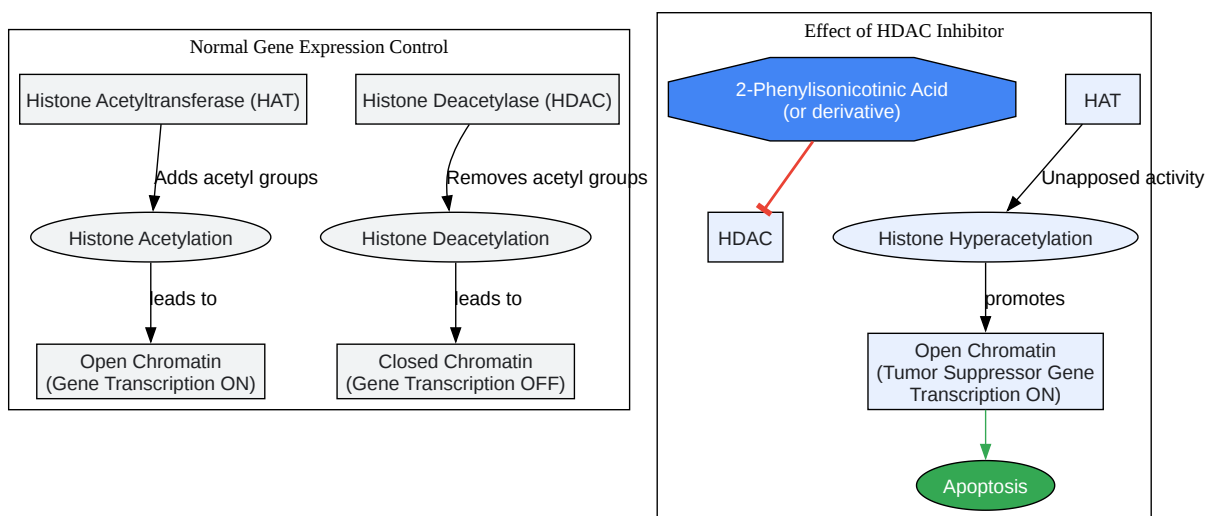 Normal Gene Expression Control
Histone Acetyltransferase (HAT)
Histone Deacetylase (HDAC)
Adds acetyl groups
Removes acetyl groups
Histone Acetylation
Histone Deacetylation
leads to
leads to
Open Chromatin
(Gene Transcription ON)
Closed Chromatin
(Gene Transcription OFF)
Effect of HDAC Inhibitor
2-Phenylisonicotinic Acid
(or derivative)
HAT
Unapposed activity
HDAC
Histone Hyperacetylation
promotes
Open Chromatin
(Tumor Suppressor Gene
Transcription ON)
Apoptosis